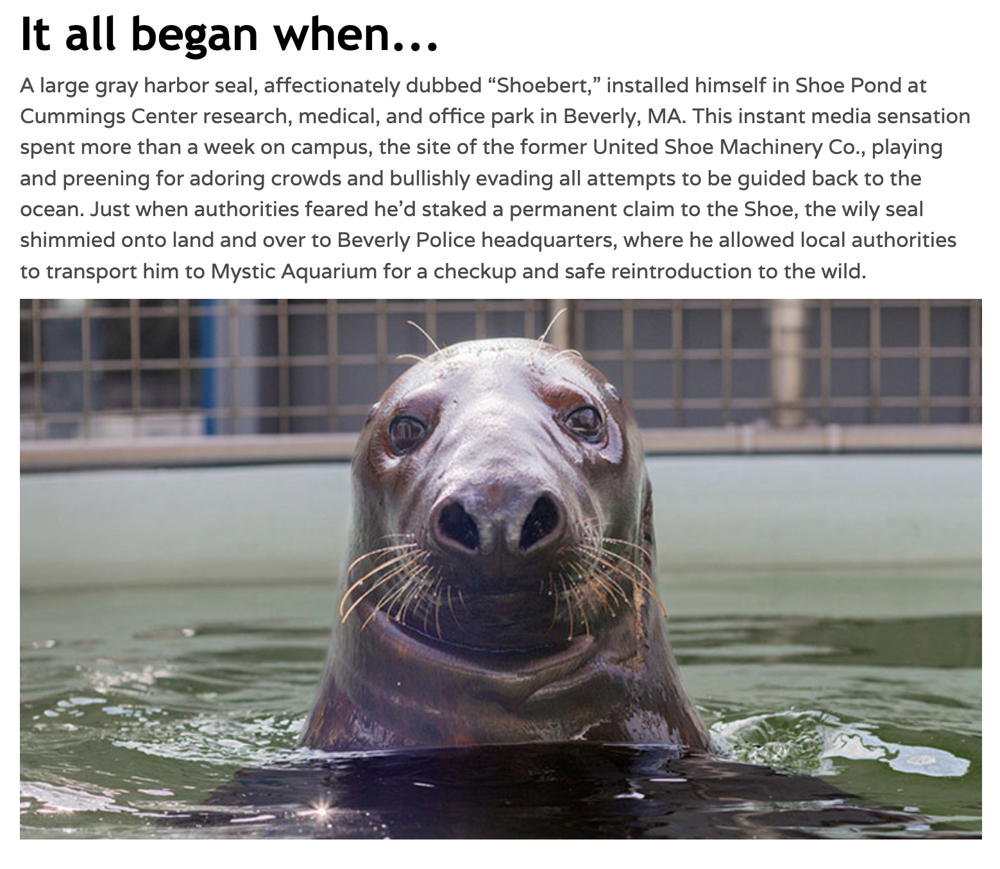 It all began when...
A large gray harbor seal, affectionately dubbed “Shoebert,” installed himself in Shoe Pond at
Cummings Center research, medical, and office park in Beverly, MA. This instant media sensation
spent more than a week on campus, the site of the former United Shoe Machinery Co., playing
and preening for adoring crowds and bullishly evading all attempts to be guided back to the
ocean. Just when authorities feared he’d staked a permanent claim to the Shoe, the wily seal
shimmied onto land and over to Beverly Police headquarters, where he allowed local authorities
to transport him to Mystic Aquarium for a checkup and safe reintroduction to the wild.